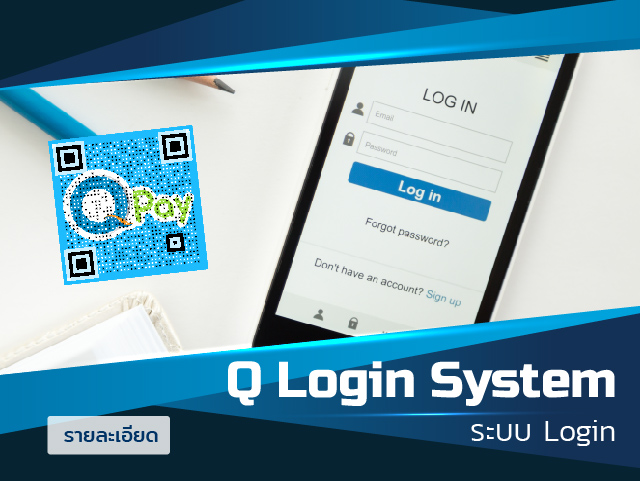 LOG IN
Email
Password
Log in
Forgot password?
Don't have an account? Sign up
Q Pay
Q Login System
ระบบ Login
รายละเอียด